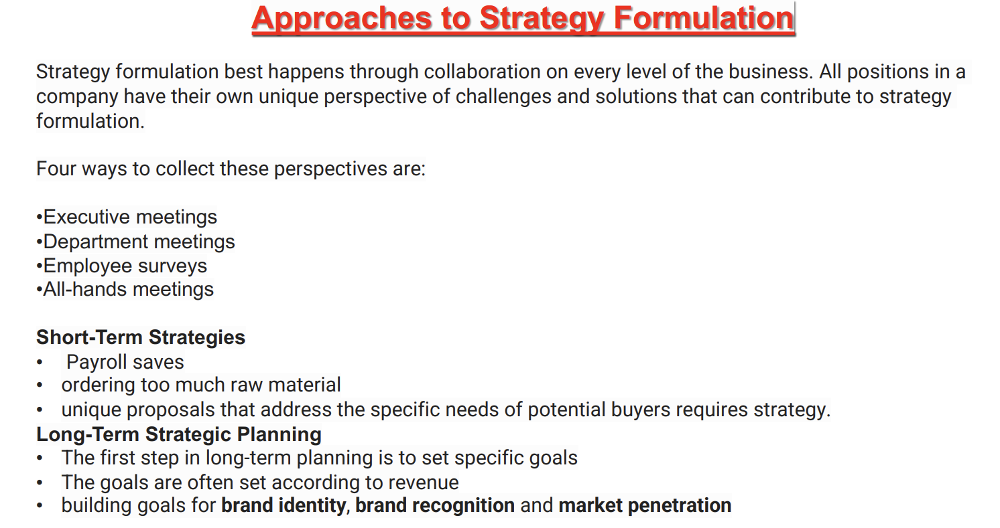 Approaches to Strategy Formulation
Strategy formulation best happens through collaboration on every level of the business. All positions in a
company have their own unique perspective of challenges and solutions that can contribute to strategy
formulation.
Four ways to collect these perspectives are:
•Executive meetings
•Department meetings
•Employee surveys
•All-hands meetings
Short-Term Strategies
• Payroll saves
• ordering too much raw material
• unique proposals that address the specific needs of potential buyers requires strategy.
Long-Term Strategic Planning
• The first step in long-term planning is to set specific goals
• The goals are often set according to revenue
• building goals for brand identity, brand recognition and market penetration